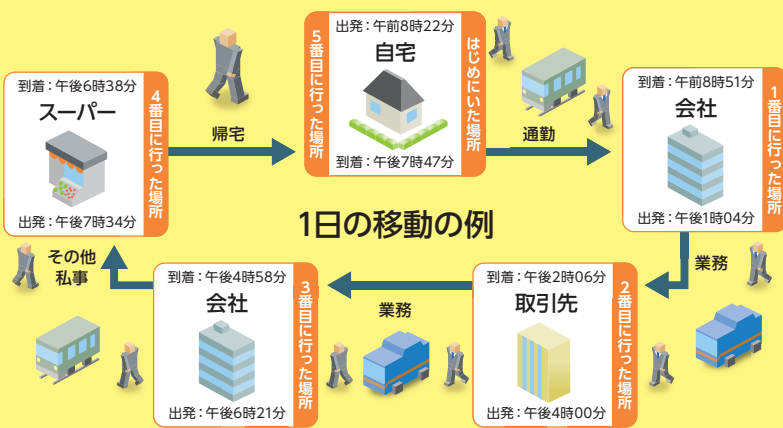 1日の移動の例
はじめにいた場所
5番目に行った場所
出発：午前8時22分
自宅
到着：午後7時47分
通勤
1番目に行った場所
到着：午前8時51分
会社
出発：午後1時04分
業務
2番目に行った場所
到着：午後2時06分
取引先
出発：午後4時00分
業務
3番目に行った場所
到着：午後4時58分
会社
出発：午後6時21分
その他
私事
4番目に行った場所
到着：午後6時38分
スーパー
出発：午後7時34分
帰宅